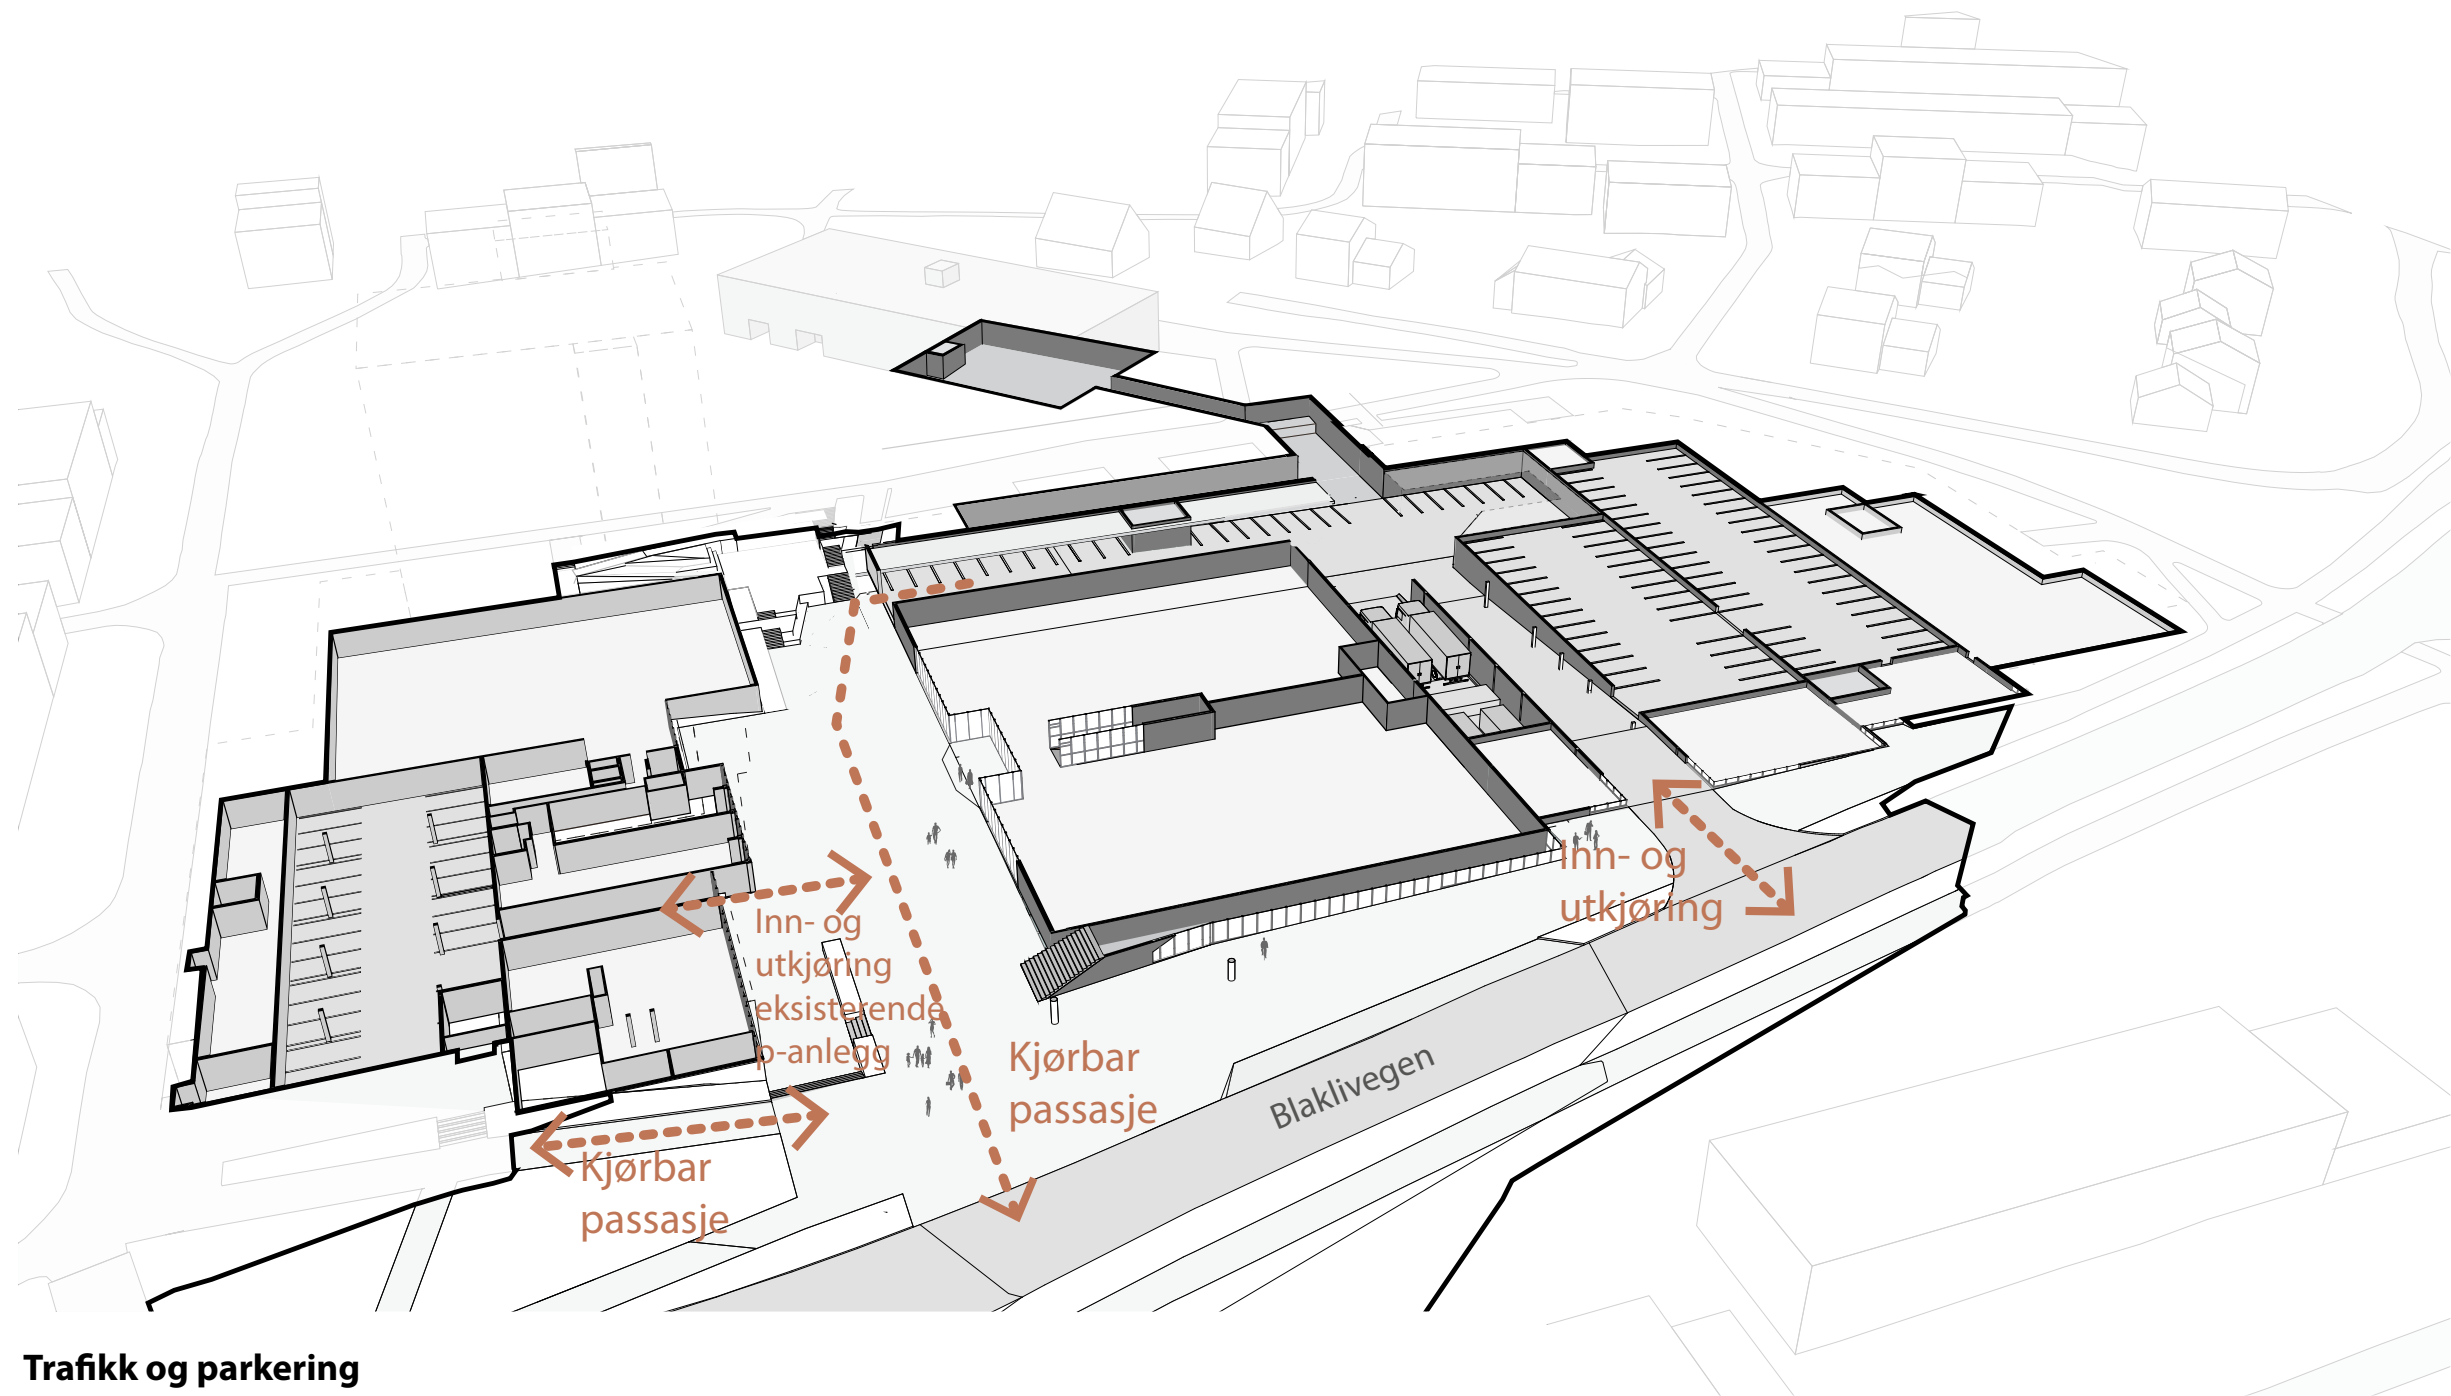 Inn- og
utkjøring
Inn- og
utkjøring
eksisterende
p-anlegg
Kjørbar
passasje
Blaklivegen
Kjørbar
passasje
Trafikk og parkering